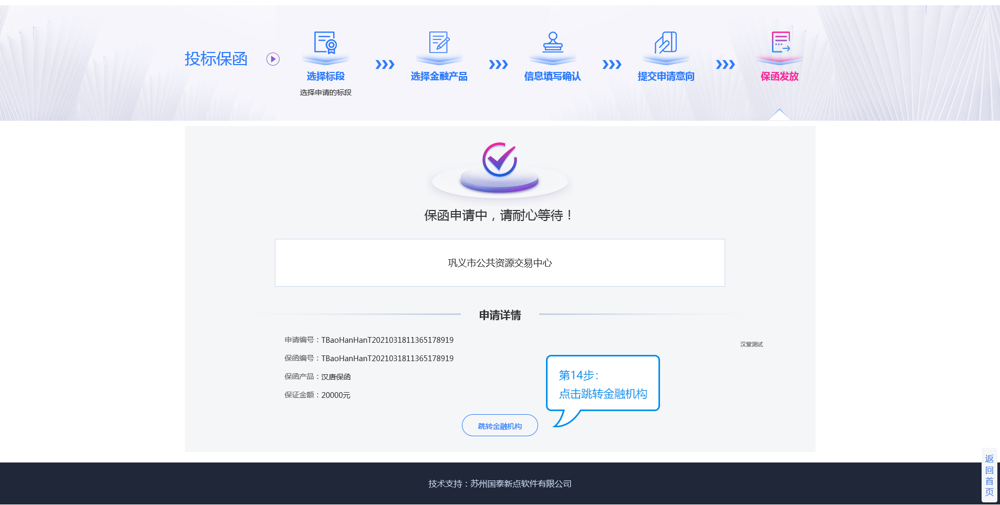 投标保函
选择标段
选择申请的标段
选择金融产品
信息填写确认
提交申请意向
保函发放
保函申请中，请耐心等待！
巩义市公共资源交易中心
申请详情
申请编号：TBaoHanHanT2021031811365178919
汉堂测试
保函编号：TBaoHanHanT2021031811365178919
保函产品：汉唐保函
保证金额：20000元
第14步：
点击跳转金融机构
跳转金融机构
返回首页
技术支持：苏州国泰新点软件有限公司